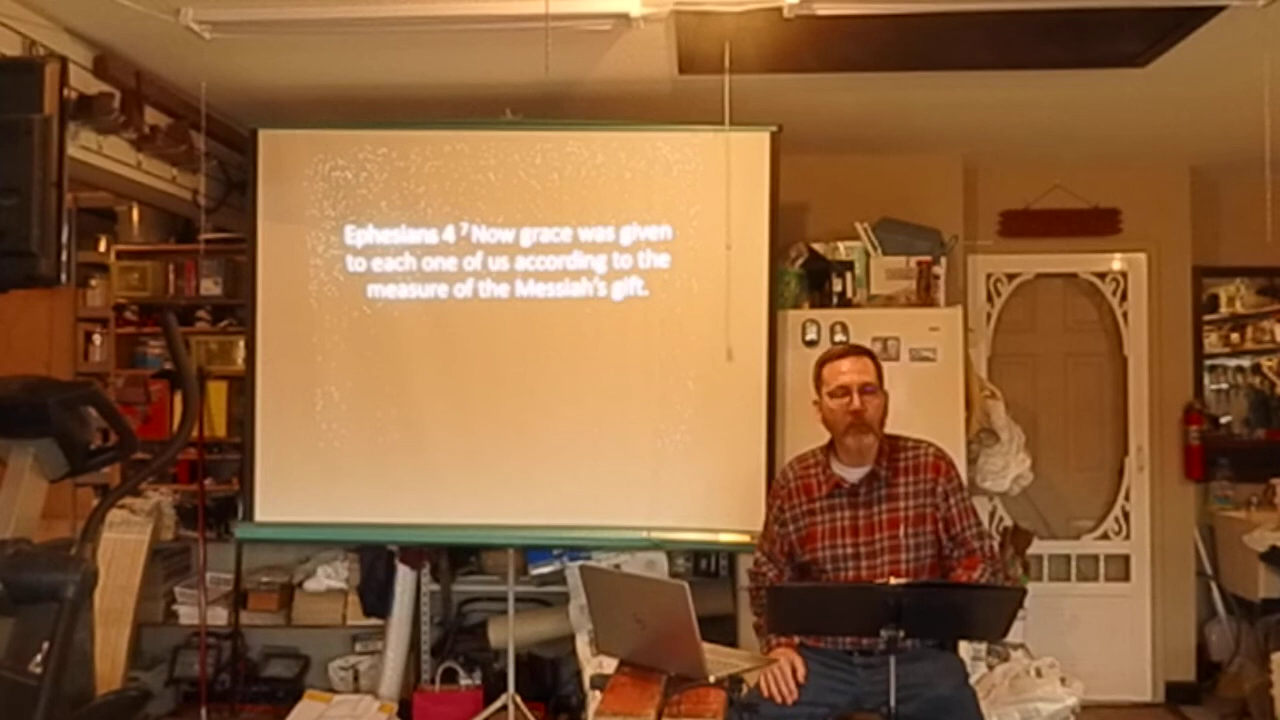 Ephesians 4 ⁷ Now grace was given
to each one of us according to the
measure of the Messiah's gift.